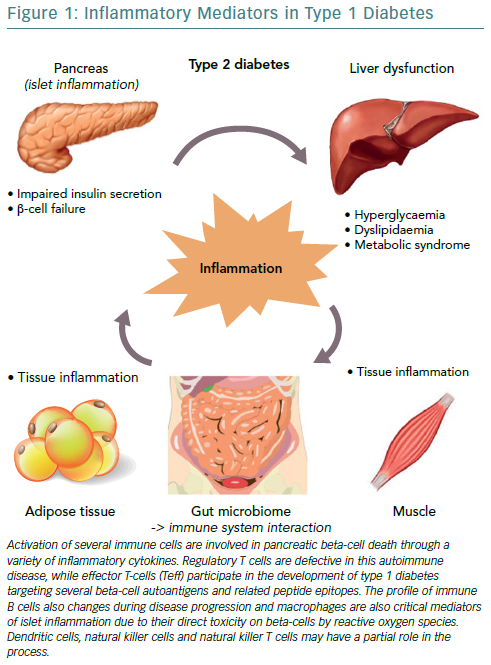 Figure 1: Inflammatory Mediators in Type 1 Diabetes
Pancreas
(islet inflammation)
Type 2 diabetes
Liver dysfunction
• Impaired insulin secretion
• β-cell failure
• Hyperglycaemia
• Dyslipidaemia
• Metabolic syndrome
Inflammation
• Tissue inflammation
• Tissue inflammation
Adipose tissue
Gut microbiome
-> immune system interaction
Muscle
Activation of several immune cells are involved in pancreatic beta-cell death through a
variety of inflammatory cytokines. Regulatory T cells are defective in this autoimmune
disease, while effector T-cells (Teff) participate in the development of type 1 diabetes
targeting several beta-cell autoantigens and related peptide epitopes. The profile of immune
B cells also changes during disease progression and macrophages are also critical mediators
of islet inflammation due to their direct toxicity on beta-cells by reactive oxygen species.
Dendritic cells, natural killer cells and natural killer T cells may have a partial role in the
process.